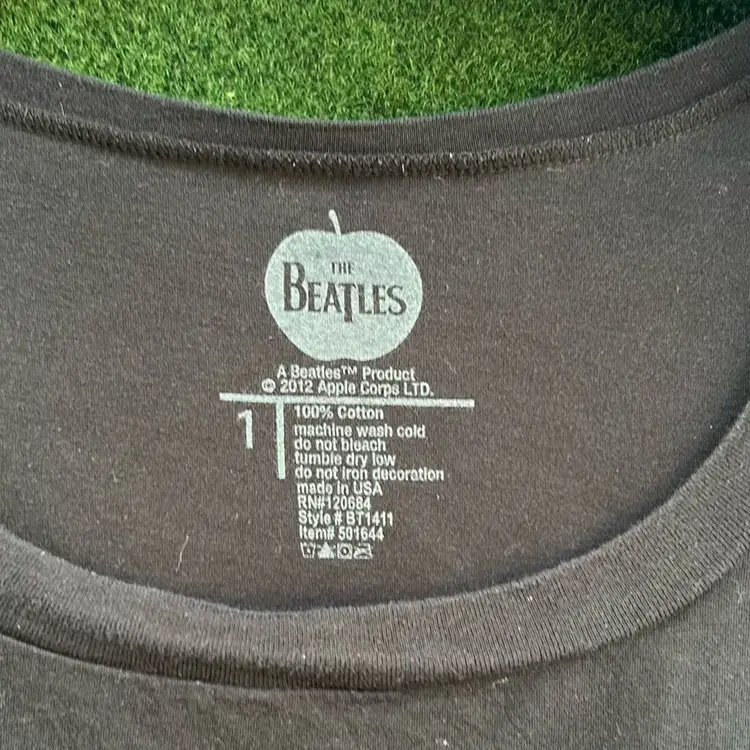 THE
BEATLES
A Beatles™ Product
© 2012 Apple Corps LTD.
1
100% Cotton
machine wash cold
do not bleach
tumble dry low
do not iron decoration
made in USA
RN#120684
Style # BT1411
Item# 501644